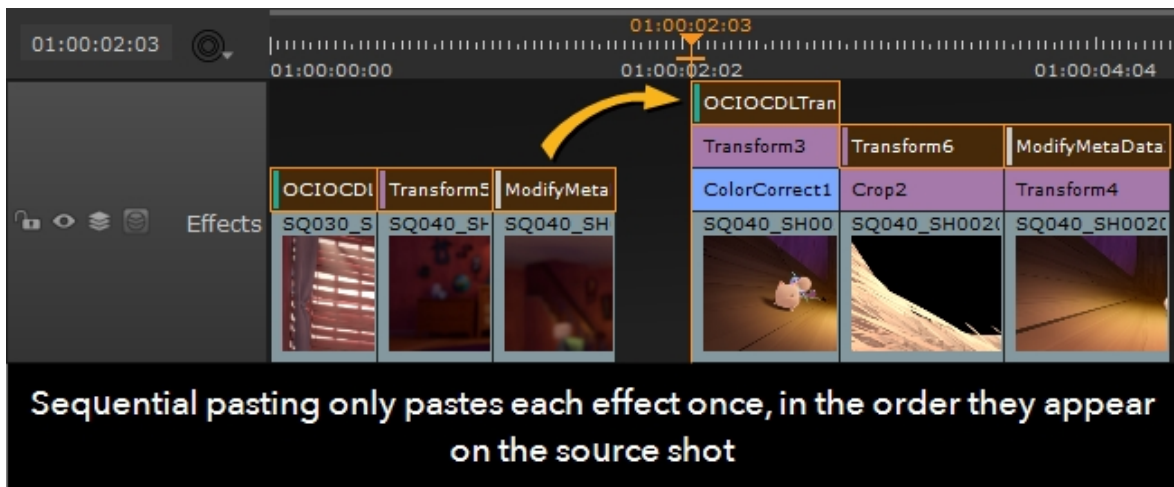 01:00:02:03
01:00:02:03
01:00:00:00 01:00:02:02 01:00:04:04
OCIOCDLTran
Transform3 Transform6 ModifyMetaData
OCIOCDL Transform5 ModifyMeta ColorCorrect1 Crop2 Transform4
Effects SQ030_S SQ040_SH SQ040_SH SQ040_SH00 SQ040_SH002 SQ040_SH0020
Sequential pasting only pastes each effect once, in the order they appear
on the source shot